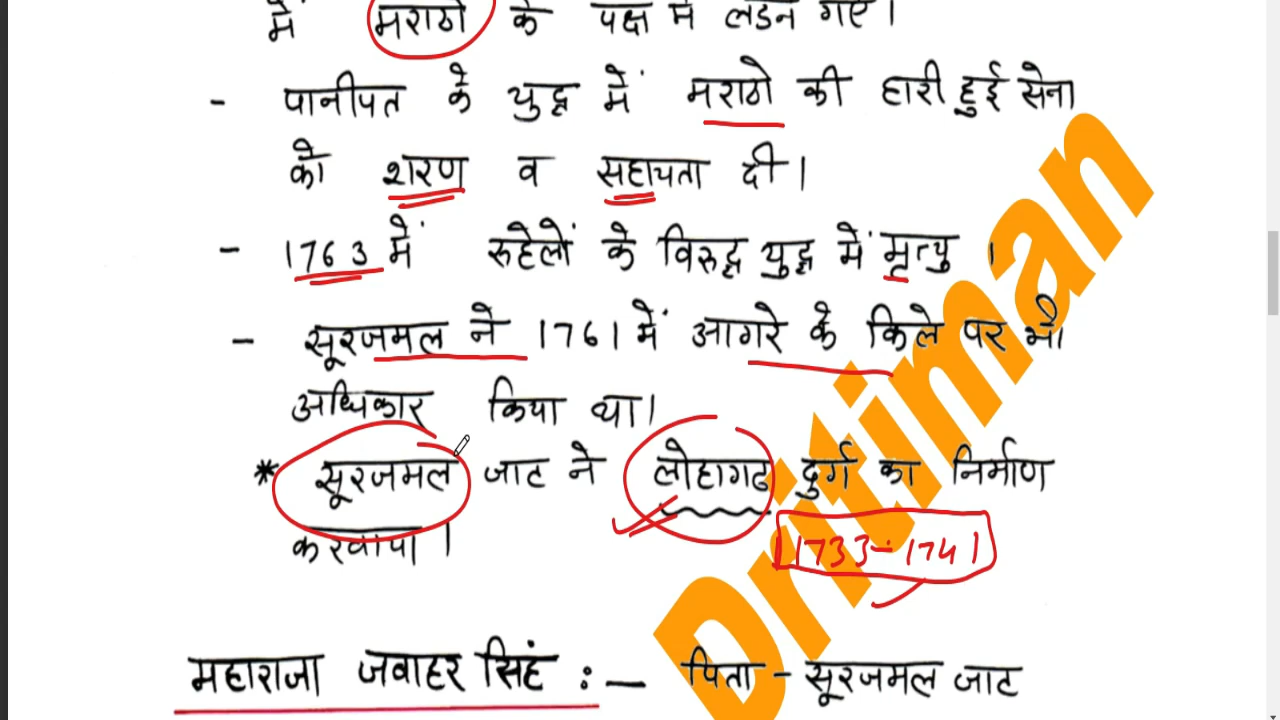 में मराठो के पक्ष में लडने गए।
- पानीपत के युद्ध में मराठो की हारी हुई सेना
को शरण व सहायता दी।
- 1763 में रुहेलों के विरुद्ध युद्ध में मृत्यु ।
- सूरजमल ने 1761 में आगरे के किले पर भी
अधिकार किया था।
* सूरजमल जाट ने लोहागढ दुर्ग का निर्माण
करवाया।
1733-1741
महाराजा जवाहर सिंह :- पिता - सूरजमल जाट
Dritiman